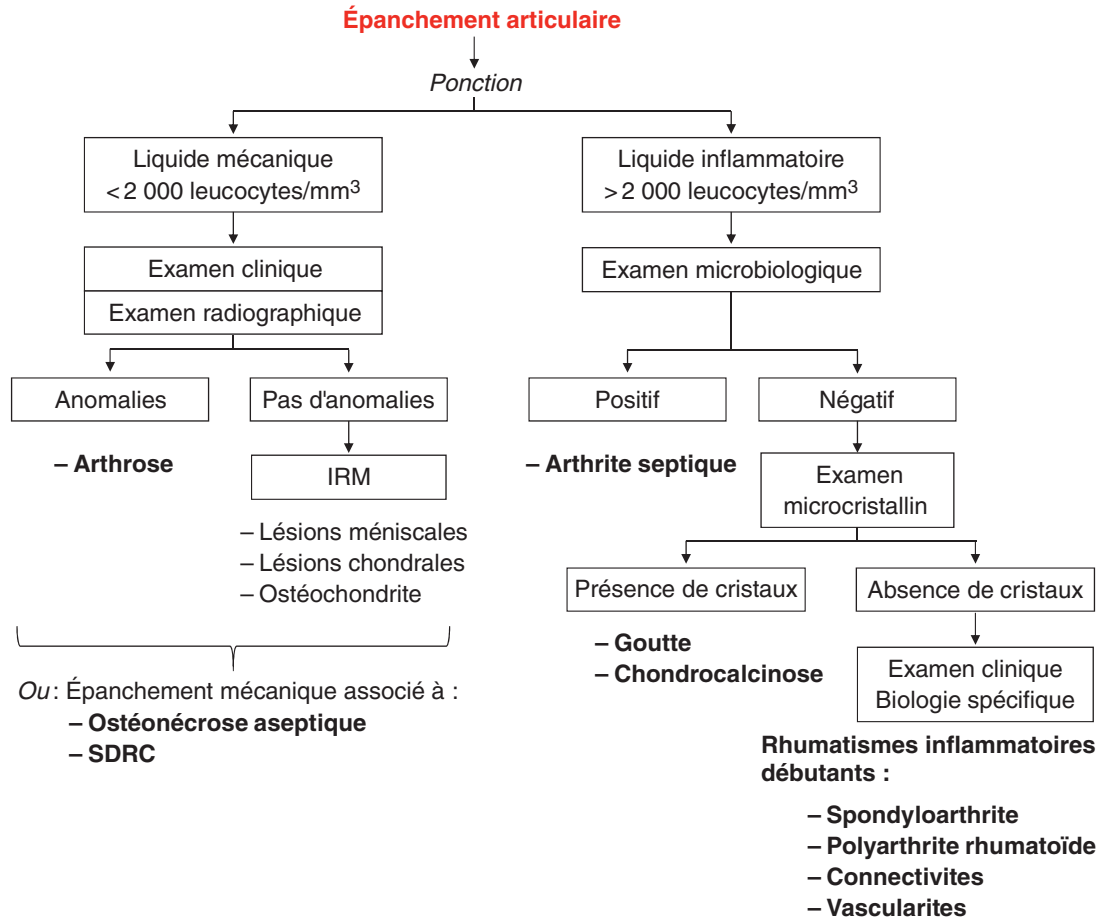 Épanchement articulaire
Ponction
Liquide mécanique
< 2 000 leucocytes/mm³
Liquide inflammatoire
> 2 000 leucocytes/mm³
Examen clinique
Examen radiographique
Examen microbiologique
Anomalies
Pas d'anomalies
Positif
Négatif
– Arthrose
IRM
– Arthrite septique
Examen
microcristallin
– Lésions méniscales
– Lésions chondrales
– Ostéochondrite
Présence de cristaux
Absence de cristaux
– Goutte
– Chondrocalcinose
Examen clinique
Biologie spécifique
Ou : Épanchement mécanique associé à :
– Ostéonécrose aseptique
– SDRC
Rhumatismes inflammatoires
débutants :
– Spondyloarthrite
– Polyarthrite rhumatoïde
– Connectivites
– Vascularites